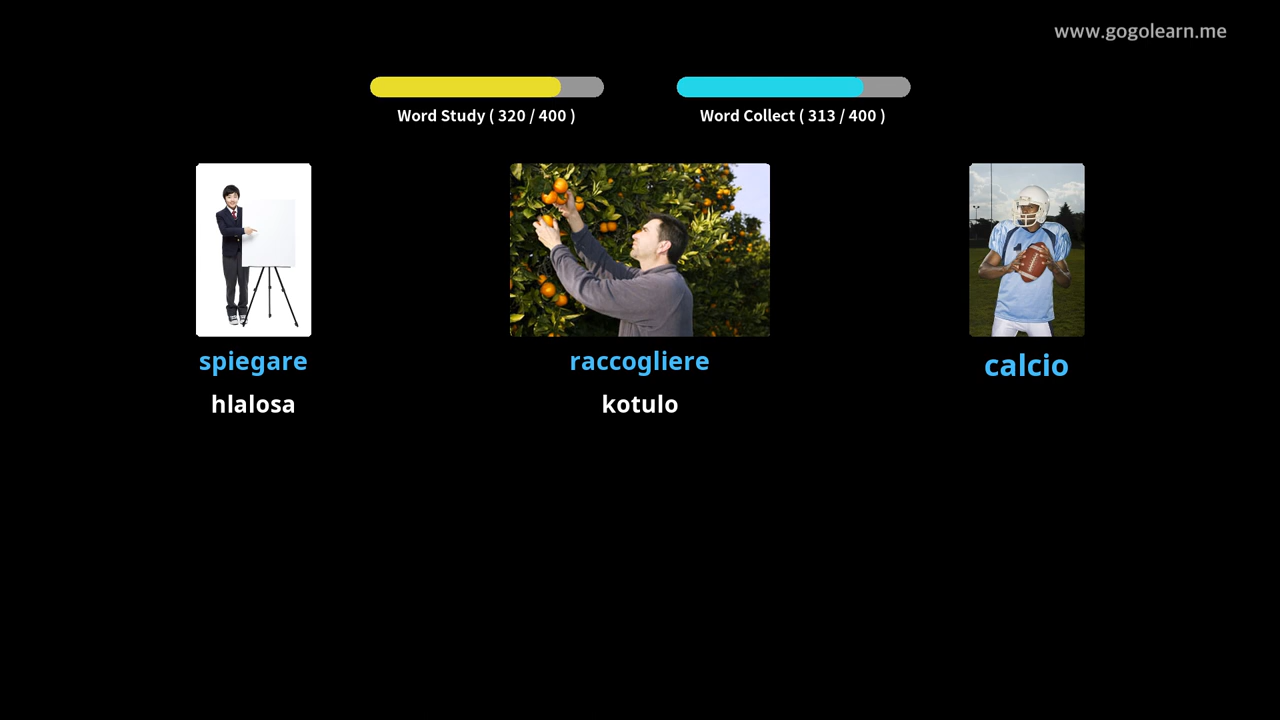 www.gogolearn.me
Word Study ( 320 / 400 )
Word Collect ( 313 / 400 )
spiegare
raccogliere
calcio
hlalosa
kotulo